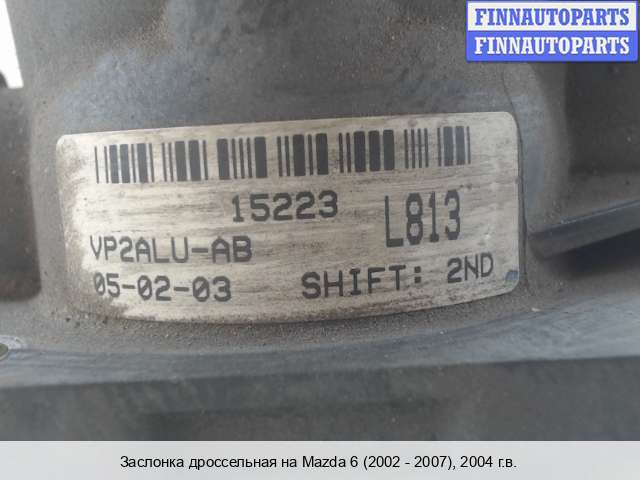 FINNAUTOPARTS
FINNAUTOPARTS
15223
L813
VP2ALU-AB
05-02-03
SHIFT: 2ND
Заслонка дроссельная на Mazda 6 (2002 - 2007), 2004 г.в.